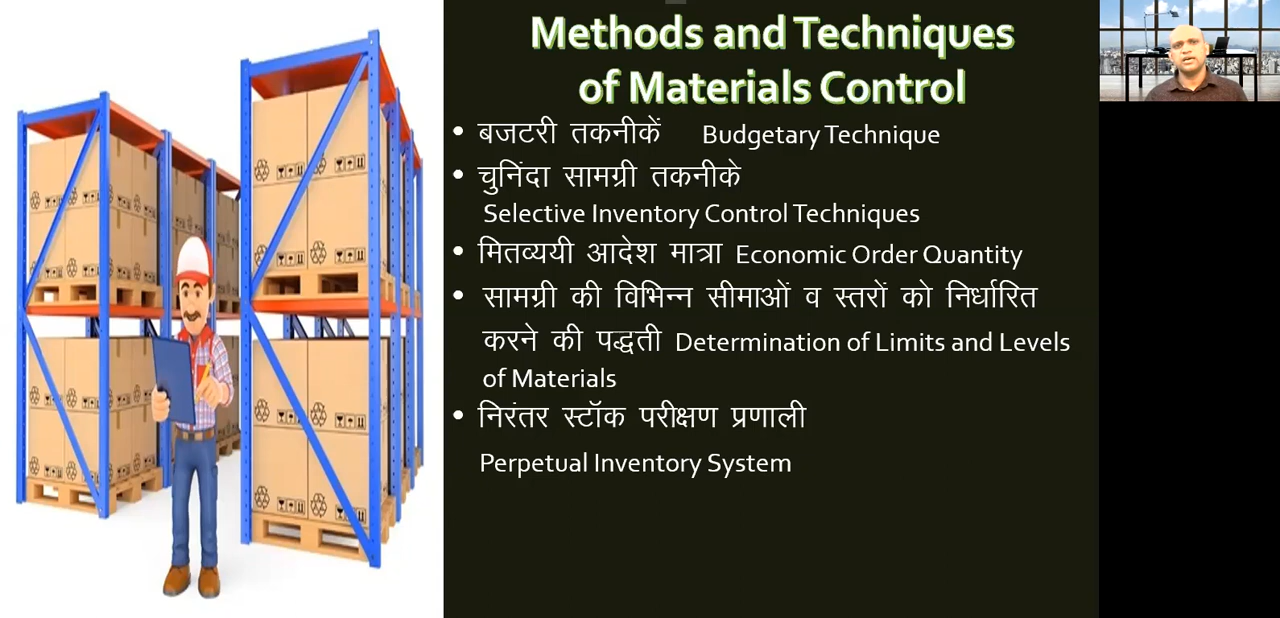 Methods and Techniques
of Materials Control
• बजटरी तकनीकें Budgetary Technique
• चुनिंदा सामग्री तकनीके
Selective Inventory Control Techniques
• मितव्ययी आदेश मात्रा Economic Order Quantity
• सामग्री की विभिन्न सीमाओं व स्तरों को निर्धारित
करने की पद्धती Determination of Limits and Levels
of Materials
• निरंतर स्टॉक परीक्षण प्रणाली
Perpetual Inventory System